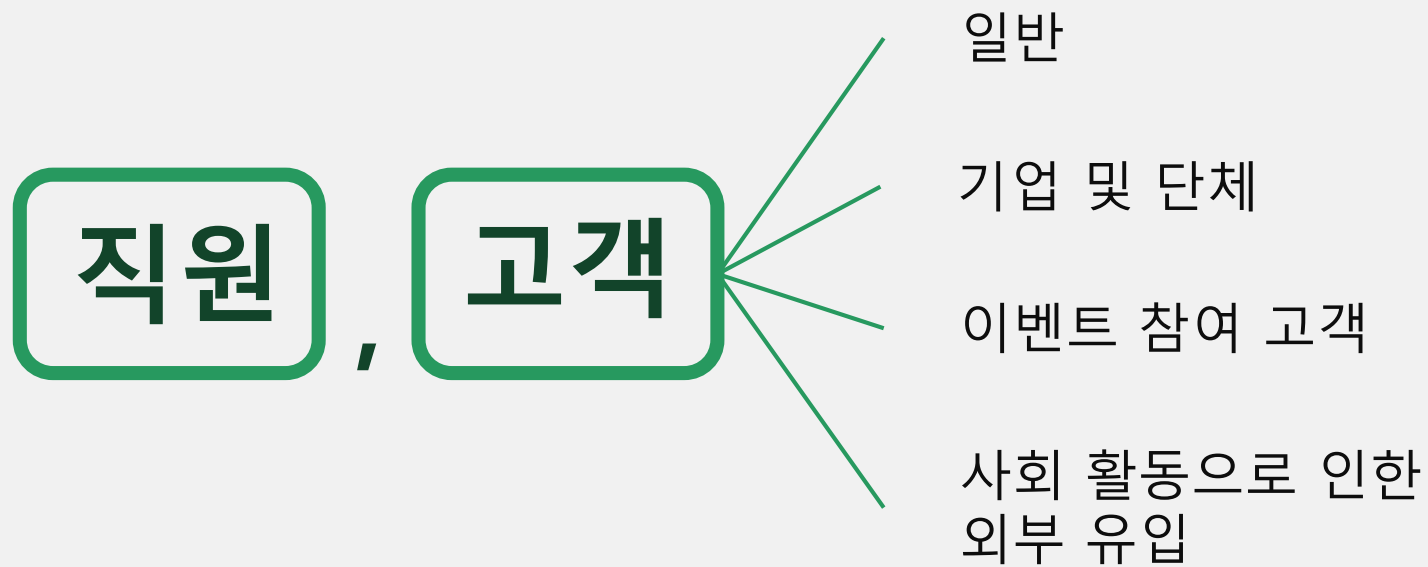 직원, 고객
일반
기업 및 단체
이벤트 참여 고객
사회 활동으로 인한
외부 유입